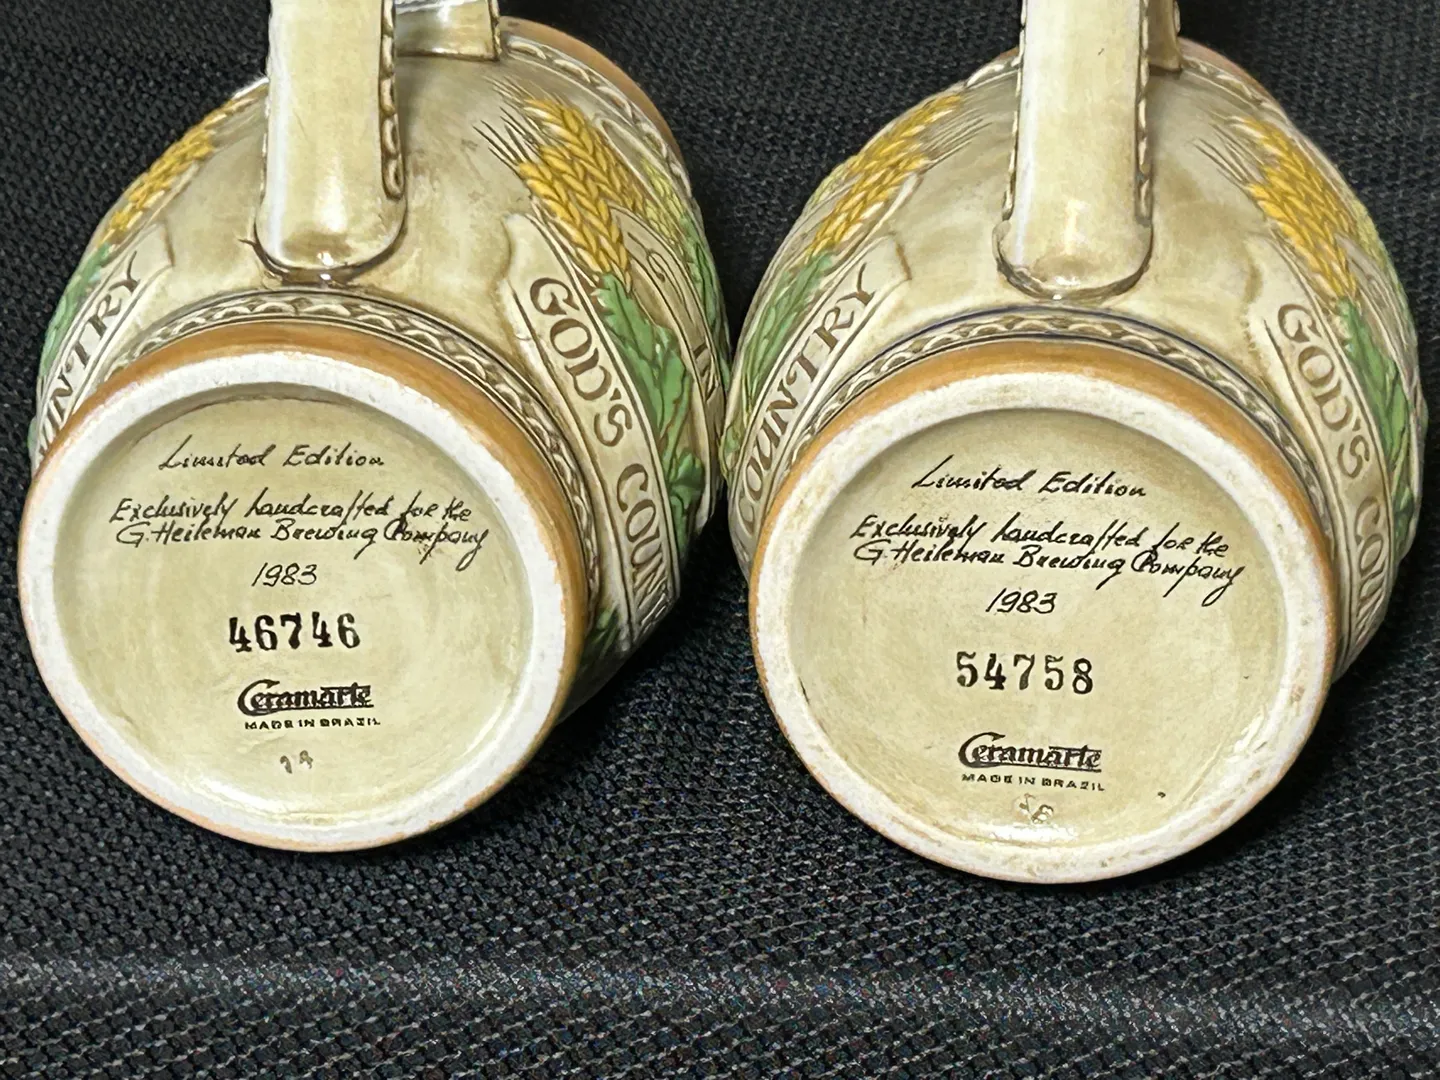 COUNTRY
GOD'S COUN
Limited Edition
Exclusively handcrafted for the
G. Heileman Brewing Company
1983
46746
Ceramarte
MADE IN BRAZIL
COUNTRY
GOD'S COU
Limited Edition
Exclusively handcrafted for the
G. Heileman Brewing Company
1983
54758
Ceramarte
MADE IN BRAZIL